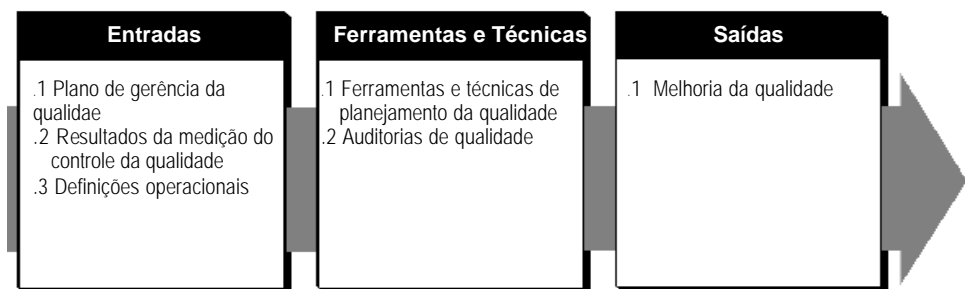 Entradas
.1 Plano de gerência da
qualidae
.2 Resultados da medição do
controle da qualidade
.3 Definições operacionais
Ferramentas e Técnicas
.1 Ferramentas e técnicas de
planejamento da qualidade
.2 Auditorias de qualidade
Saídas
.1 Melhoria da qualidade